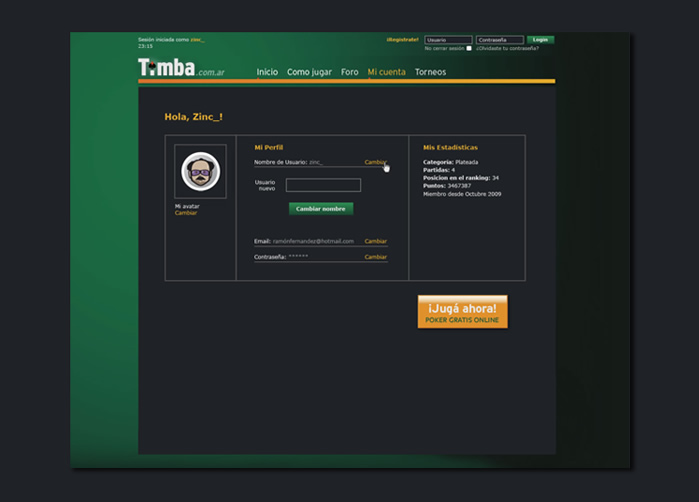 Sesión iniciada como zinc_
23:15
¡Registrate! Usuario Contraseña Login
No cerrar sesión ¿Olvidaste tu contraseña?
Timba.com.ar
Inicio Como jugar Foro Mi cuenta Torneos
Hola, Zinc_!
Mi avatar
Cambiar
Mi Perfil
Nombre de Usuario: zinc_ Cambiar
Usuario
nuevo
Cambiar nombre
Email: ramiinfernandez@hotmail.com Cambiar
Contraseña: ****** Cambiar
Mis Estadisticas
Categoría: Plateada
Partidas: 4
Posicion en el ranking: 34
Puntos: 3467387
Miembro desde Octubre 2009
¡Jugá ahora!
POKER GRATIS ONLINE